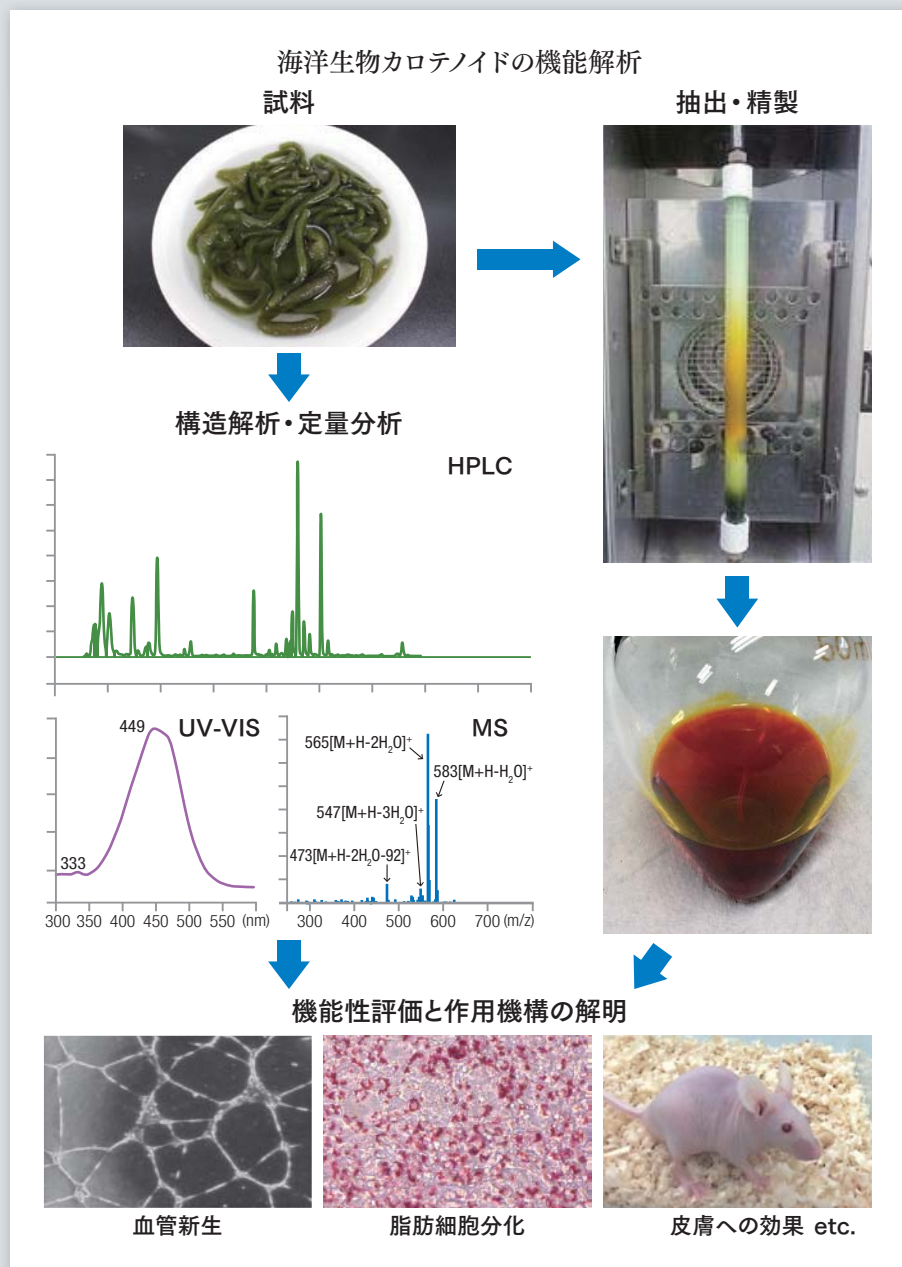 海洋生物カロテノイドの機能解析
試料
抽出・精製
構造解析・定量分析
HPLC
UV-VIS
449
333
300 350 400 450 500 550 (nm)
MS
565[M+H-2H₂O]⁺
583[M+H-H₂O]⁺
547[M+H-3H₂O]⁺
473[M+H-2H₂O-92]⁺
300 400 500 600 700 (m/z)
機能性評価と作用機構の解明
血管新生
脂肪細胞分化
皮膚への効果 etc.